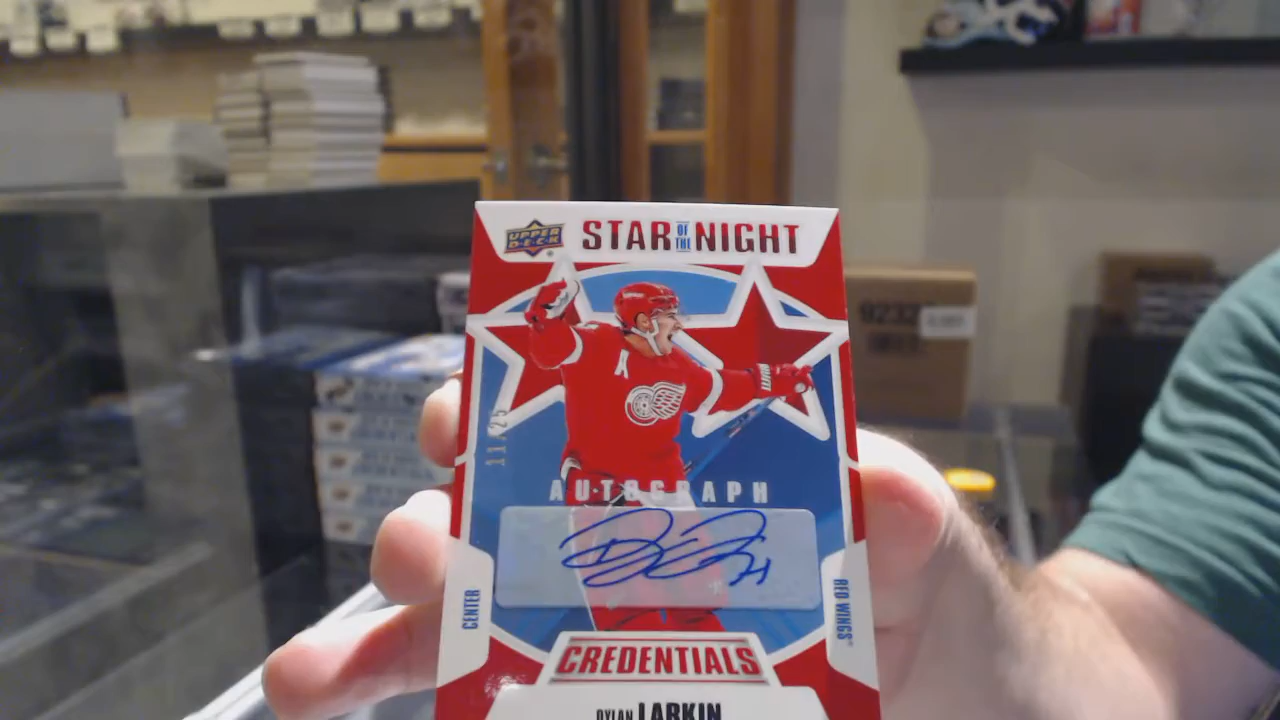 UPPER
DECK
STAR OF THE NIGHT
A
11/25
AUTOGRAPH
CENTER
RED WINGS
CREDENTIALS
DYLAN LARKIN